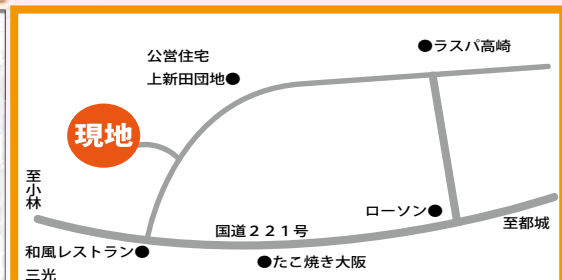 公営住宅
上新田団地●
●ラスパ高崎
現地
至小林
ローソン●
至都城
国道２２１号
和風レストラン●
三光
●たこ焼き大阪